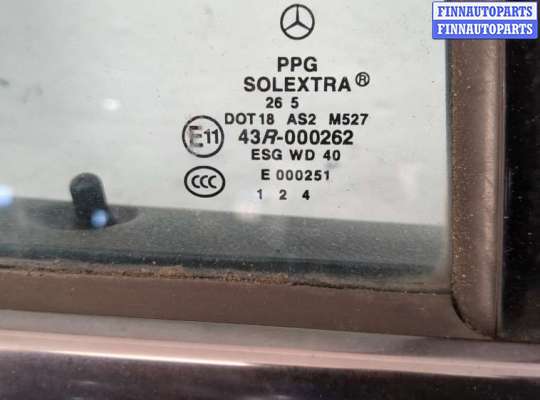 FINNAUTOPARTS
FINNAUTOPARTS
PPG
SOLEXTRA®
26 5
DOT18 AS2 M527
E11 43R-000262
ESG WD 40
CCC E 000251
1 2 4